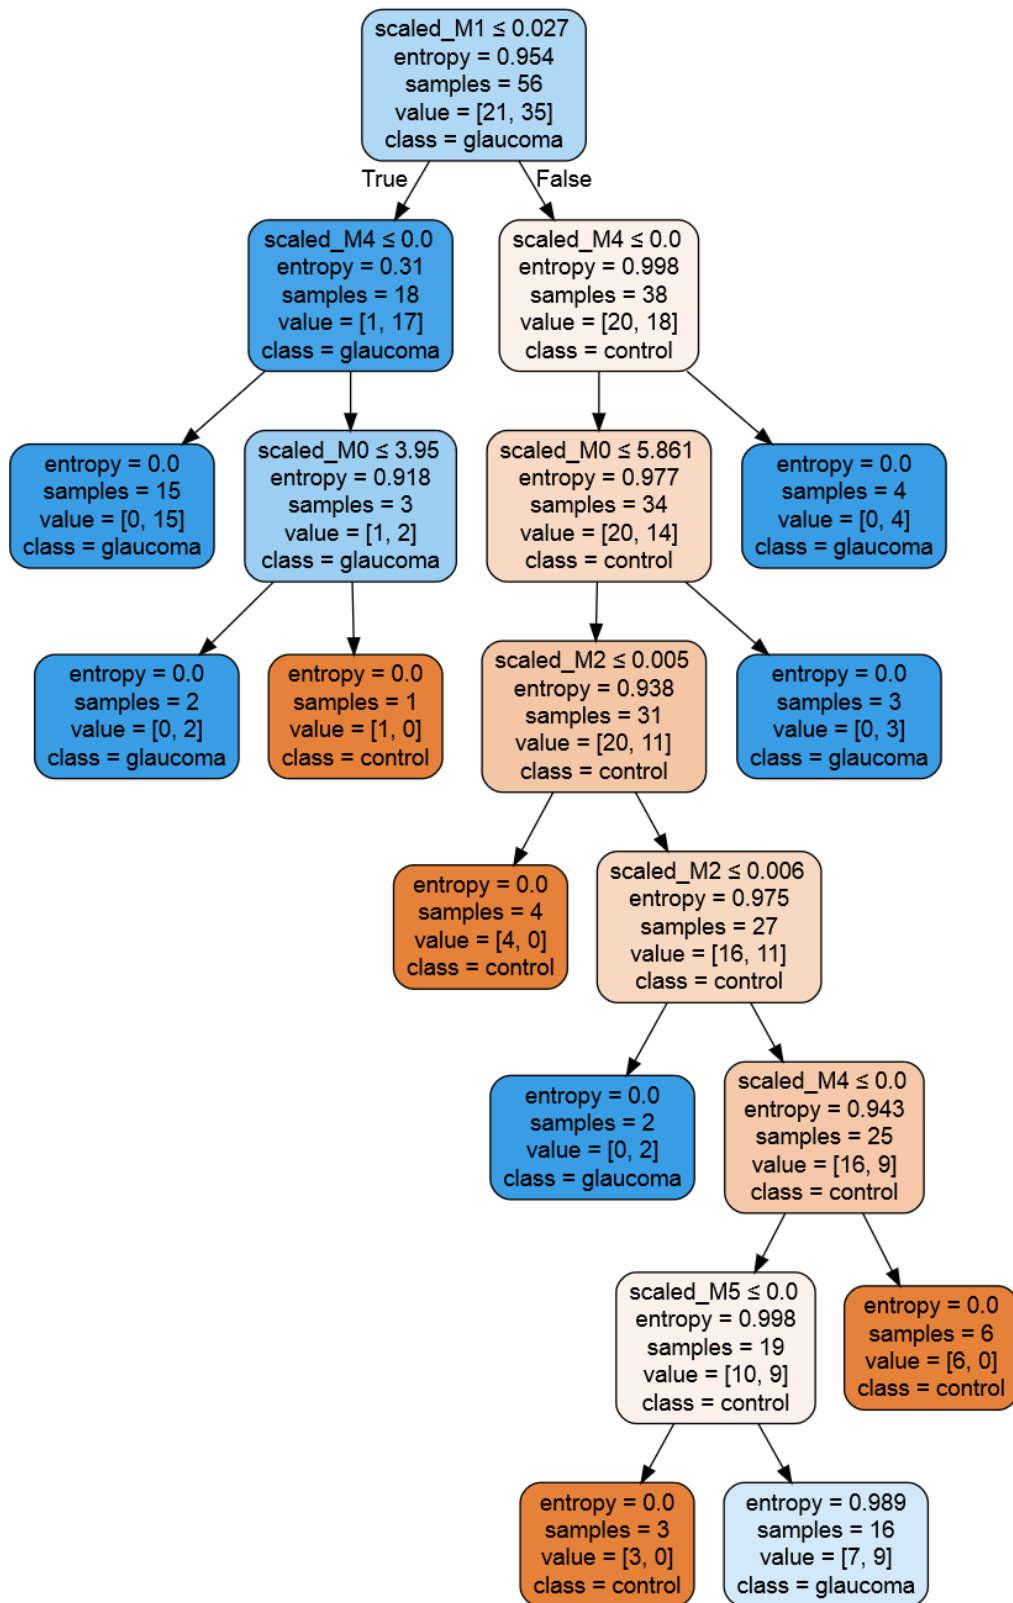 scaled_M1 ≤ 0.027
entropy = 0.954
samples = 56
value = [21, 35]
class = glaucoma
True
False
scaled_M4 ≤ 0.0
entropy = 0.31
samples = 18
value = [1, 17]
class = glaucoma
scaled_M4 ≤ 0.0
entropy = 0.998
samples = 38
value = [20, 18]
class = control
entropy = 0.0
samples = 15
value = [0, 15]
class = glaucoma
scaled_M0 ≤ 3.95
entropy = 0.918
samples = 3
value = [1, 2]
class = glaucoma
scaled_M0 ≤ 5.861
entropy = 0.977
samples = 34
value = [20, 14]
class = control
entropy = 0.0
samples = 4
value = [0, 4]
class = glaucoma
entropy = 0.0
samples = 2
value = [0, 2]
class = glaucoma
entropy = 0.0
samples = 1
value = [1, 0]
class = control
scaled_M2 ≤ 0.005
entropy = 0.938
samples = 31
value = [20, 11]
class = control
entropy = 0.0
samples = 3
value = [0, 3]
class = glaucoma
entropy = 0.0
samples = 4
value = [4, 0]
class = control
scaled_M2 ≤ 0.006
entropy = 0.975
samples = 27
value = [16, 11]
class = control
entropy = 0.0
samples = 2
value = [0, 2]
class = glaucoma
scaled_M4 ≤ 0.0
entropy = 0.943
samples = 25
value = [16, 9]
class = control
scaled_M5 ≤ 0.0
entropy = 0.998
samples = 19
value = [10, 9]
class = control
entropy = 0.0
samples = 6
value = [6, 0]
class = control
entropy = 0.0
samples = 3
value = [3, 0]
class = control
entropy = 0.989
samples = 16
value = [7, 9]
class = glaucoma